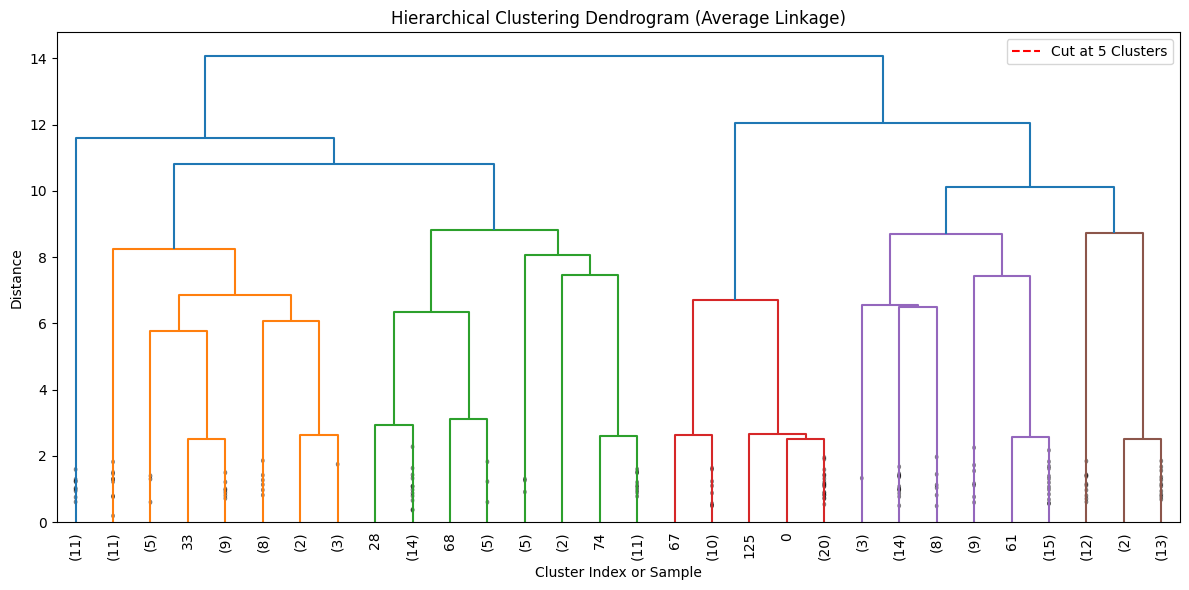 Hierarchical Clustering Dendrogram (Average Linkage)
Cut at 5 Clusters
Distance
14
12
10
8
6
4
2
0
(11) (11) (5) 33 (9) (8) (2) (3) 28 (14) 68 (5) (5) (2) 74 (11) 67 (10) 125 0 (20) (3) (14) (8) (9) 61 (15) (12) (2) (13)
Cluster Index or Sample